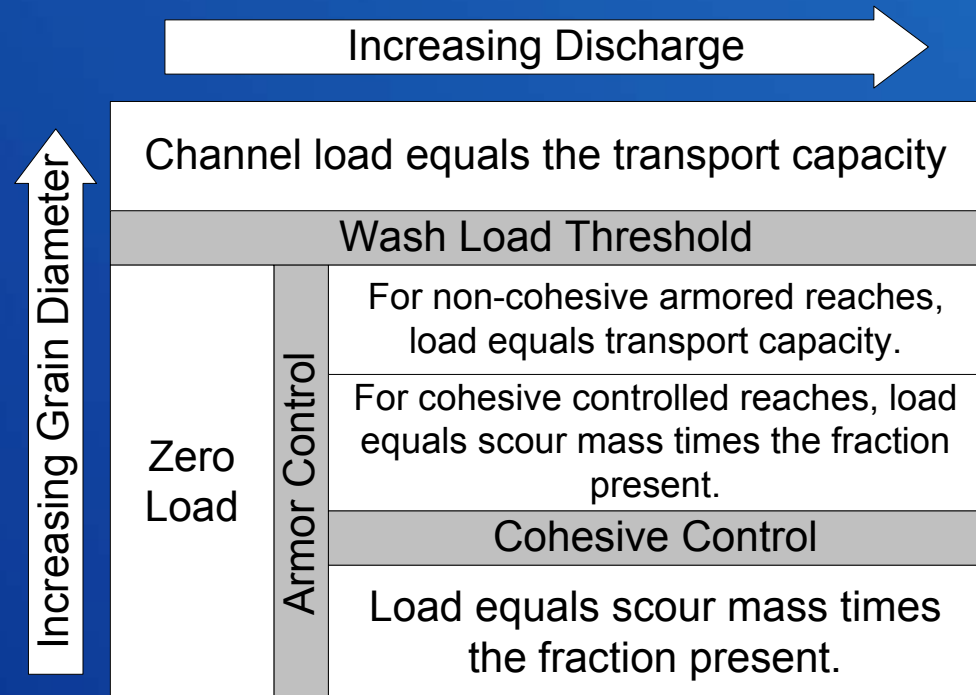 Increasing Discharge
Increasing Grain Diameter
Channel load equals the transport capacity
Wash Load Threshold
Zero
Load
Armor Control
For non-cohesive armored reaches,
load equals transport capacity.
For cohesive controlled reaches, load
equals scour mass times the fraction
present.
Cohesive Control
Load equals scour mass times
the fraction present.